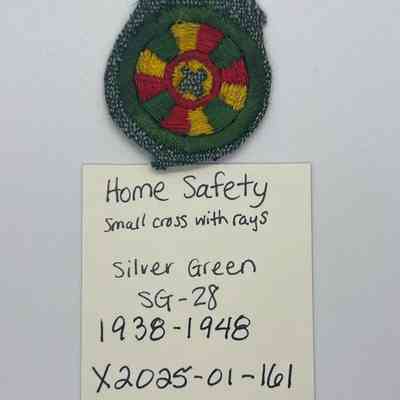 Home Safety
small cross with rays
Silver Green
SG-28
1938-1948
X2025-01-161